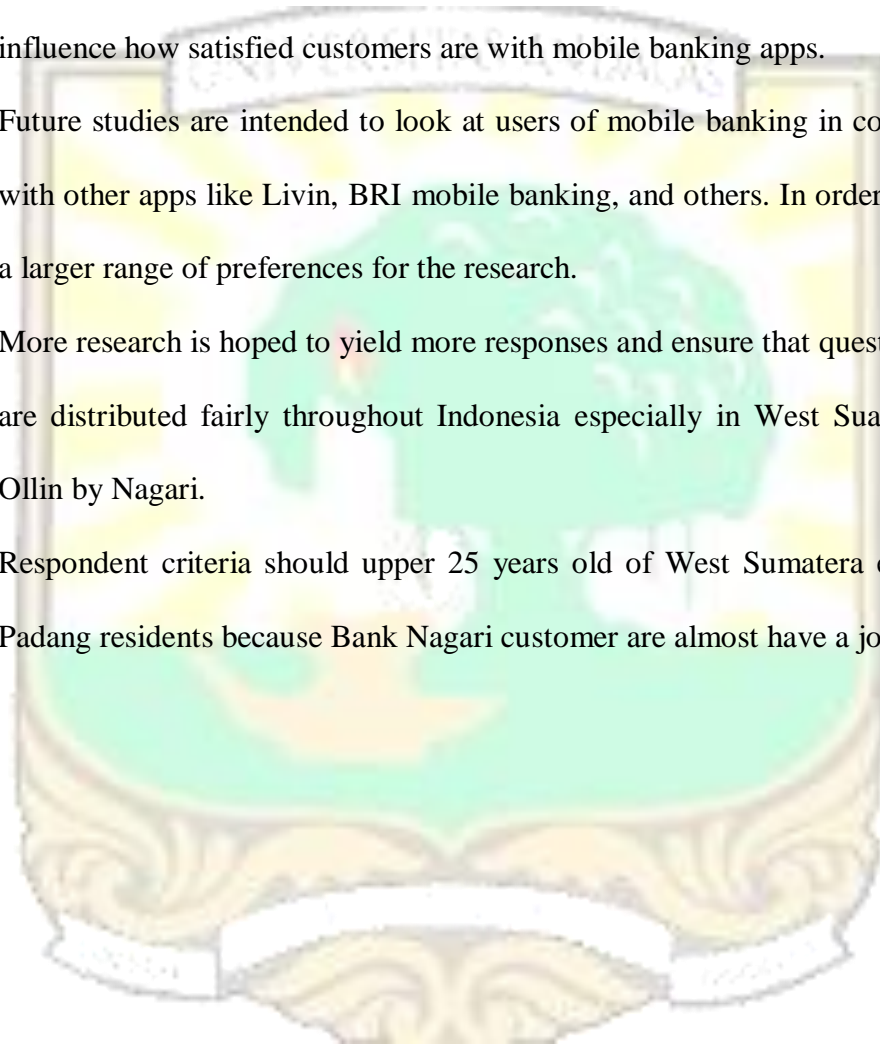 influence how satisfied customers are with mobile banking apps.
Future studies are intended to look at users of mobile banking in co
with other apps like Livin, BRI mobile banking, and others. In order
a larger range of preferences for the research.
More research is hoped to yield more responses and ensure that quest
are distributed fairly throughout Indonesia especially in West Sua
Ollin by Nagari.
Respondent criteria should upper 25 years old of West Sumatera
Padang residents because Bank Nagari customer are almost have a jo